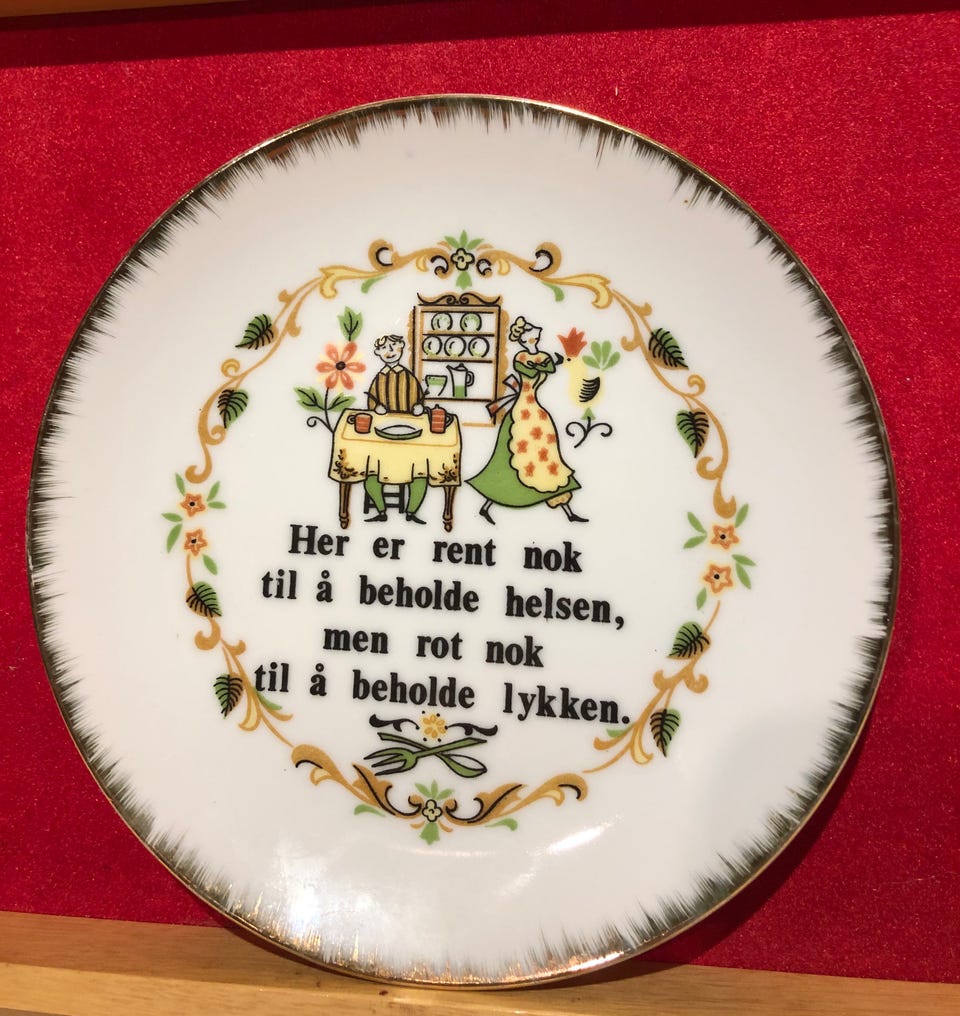 Her er rent nok
til å beholde helsen,
men rot nok
til å beholde lykken.